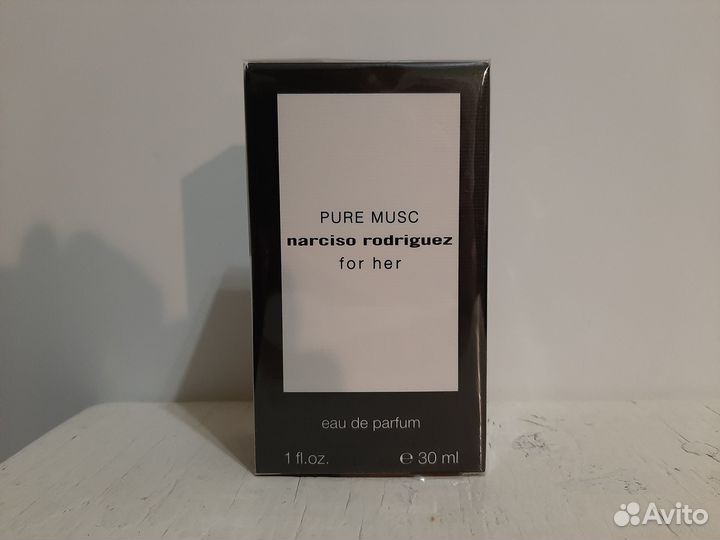 PURE MUSC
narciso rodriguez
for her
eau de parfum
1 fl.oz. e 30 ml
Avito